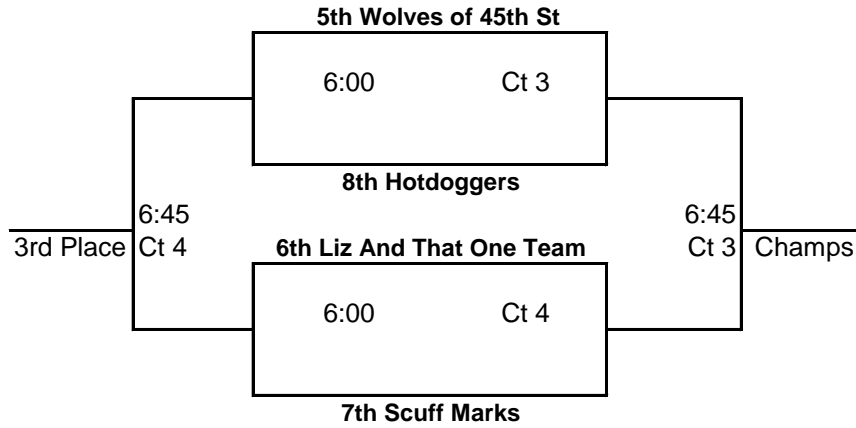 5th Wolves of 45th St
6:00 Ct 3
8th Hotdoggers
6:45 6:45
3rd Place Ct 4 Ct 3 Champs
6th Liz And That One Team
6:00 Ct 4
7th Scuff Marks